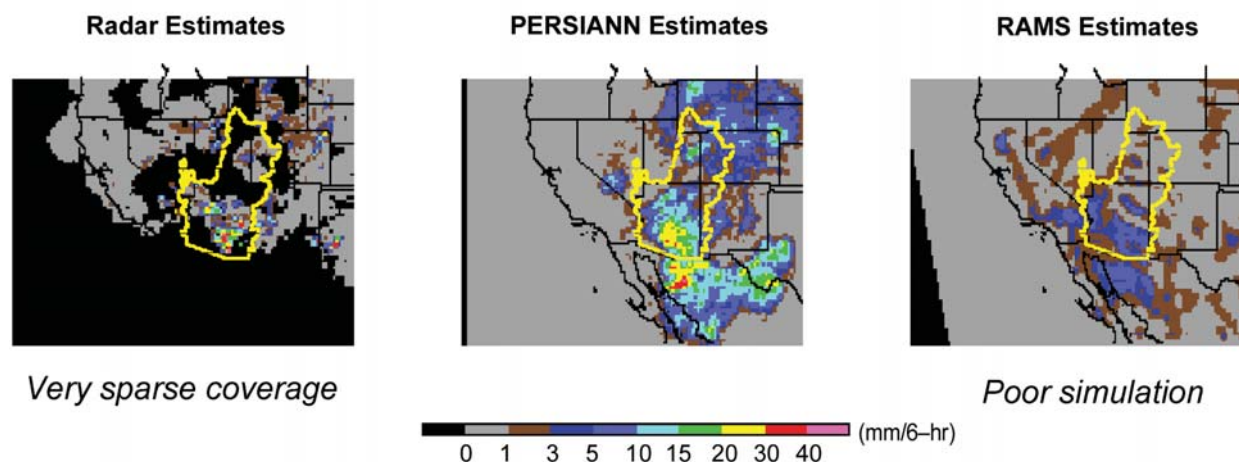 Radar Estimates
PERSIANN Estimates
RAMS Estimates
Very sparse coverage
Poor simulation
(mm/6–hr)
0 1 3 5 10 15 20 30 40